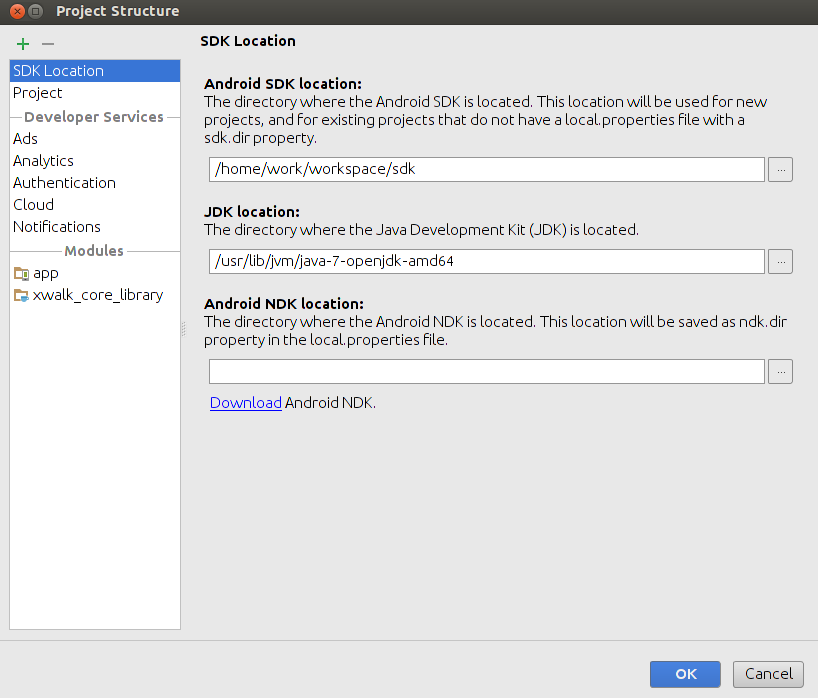 Project Structure
SDK Location
Project
Developer Services
Ads
Analytics
Authentication
Cloud
Notifications
Modules
app
xwalk_core_library
SDK Location
Android SDK location:
The directory where the Android SDK is located. This location will be used for new
projects, and for existing projects that do not have a local.properties file with a
sdk.dir property.
/home/work/workspace/sdk
...
JDK location:
The directory where the Java Development Kit (JDK) is located.
/usr/lib/jvm/java-7-openjdk-amd64
...
Android NDK location:
The directory where the Android NDK is located. This location will be saved as ndk.dir
property in the local.properties file.
...
Download Android NDK.
OK
Cancel